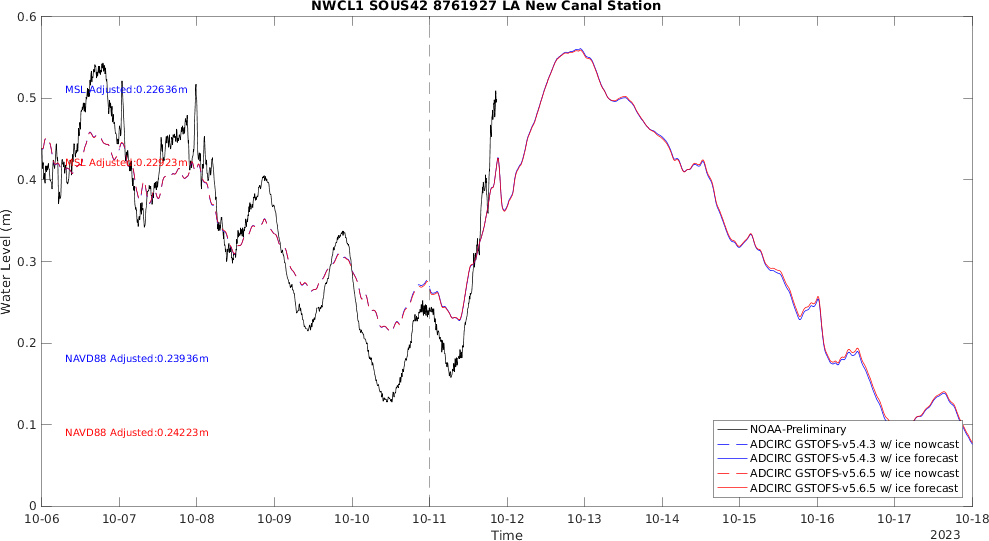 NWCL1 SOUS42 8761927 LA New Canal Station
0.6
0.5
0.4
0.3
0.2
0.1
0
Water Level (m)
MSL Adjusted:0.22636m
MSL Adjusted:0.22923m
NAVD88 Adjusted:0.23936m
NAVD88 Adjusted:0.24223m
NOAA-Preliminary
ADCIRC GSTOFS-v5.4.3 w/ ice nowcast
ADCIRC GSTOFS-v5.4.3 w/ ice forecast
ADCIRC GSTOFS-v5.6.5 w/ ice nowcast
ADCIRC GSTOFS-v5.6.5 w/ ice forecast
10-06 10-07 10-08 10-09 10-10 10-11 10-12 10-13 10-14 10-15 10-16 10-17 10-18
Time
2023